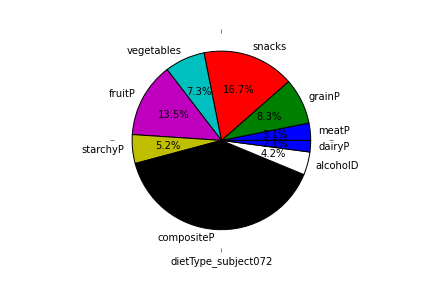 snacks
vegetables
16.7%
7.3%
grainP
fruitP
13.5%
8.3%
meatP
starchyP
5.2%
dairyP
4.2%
alcoholD
compositeP
dietType_subject072